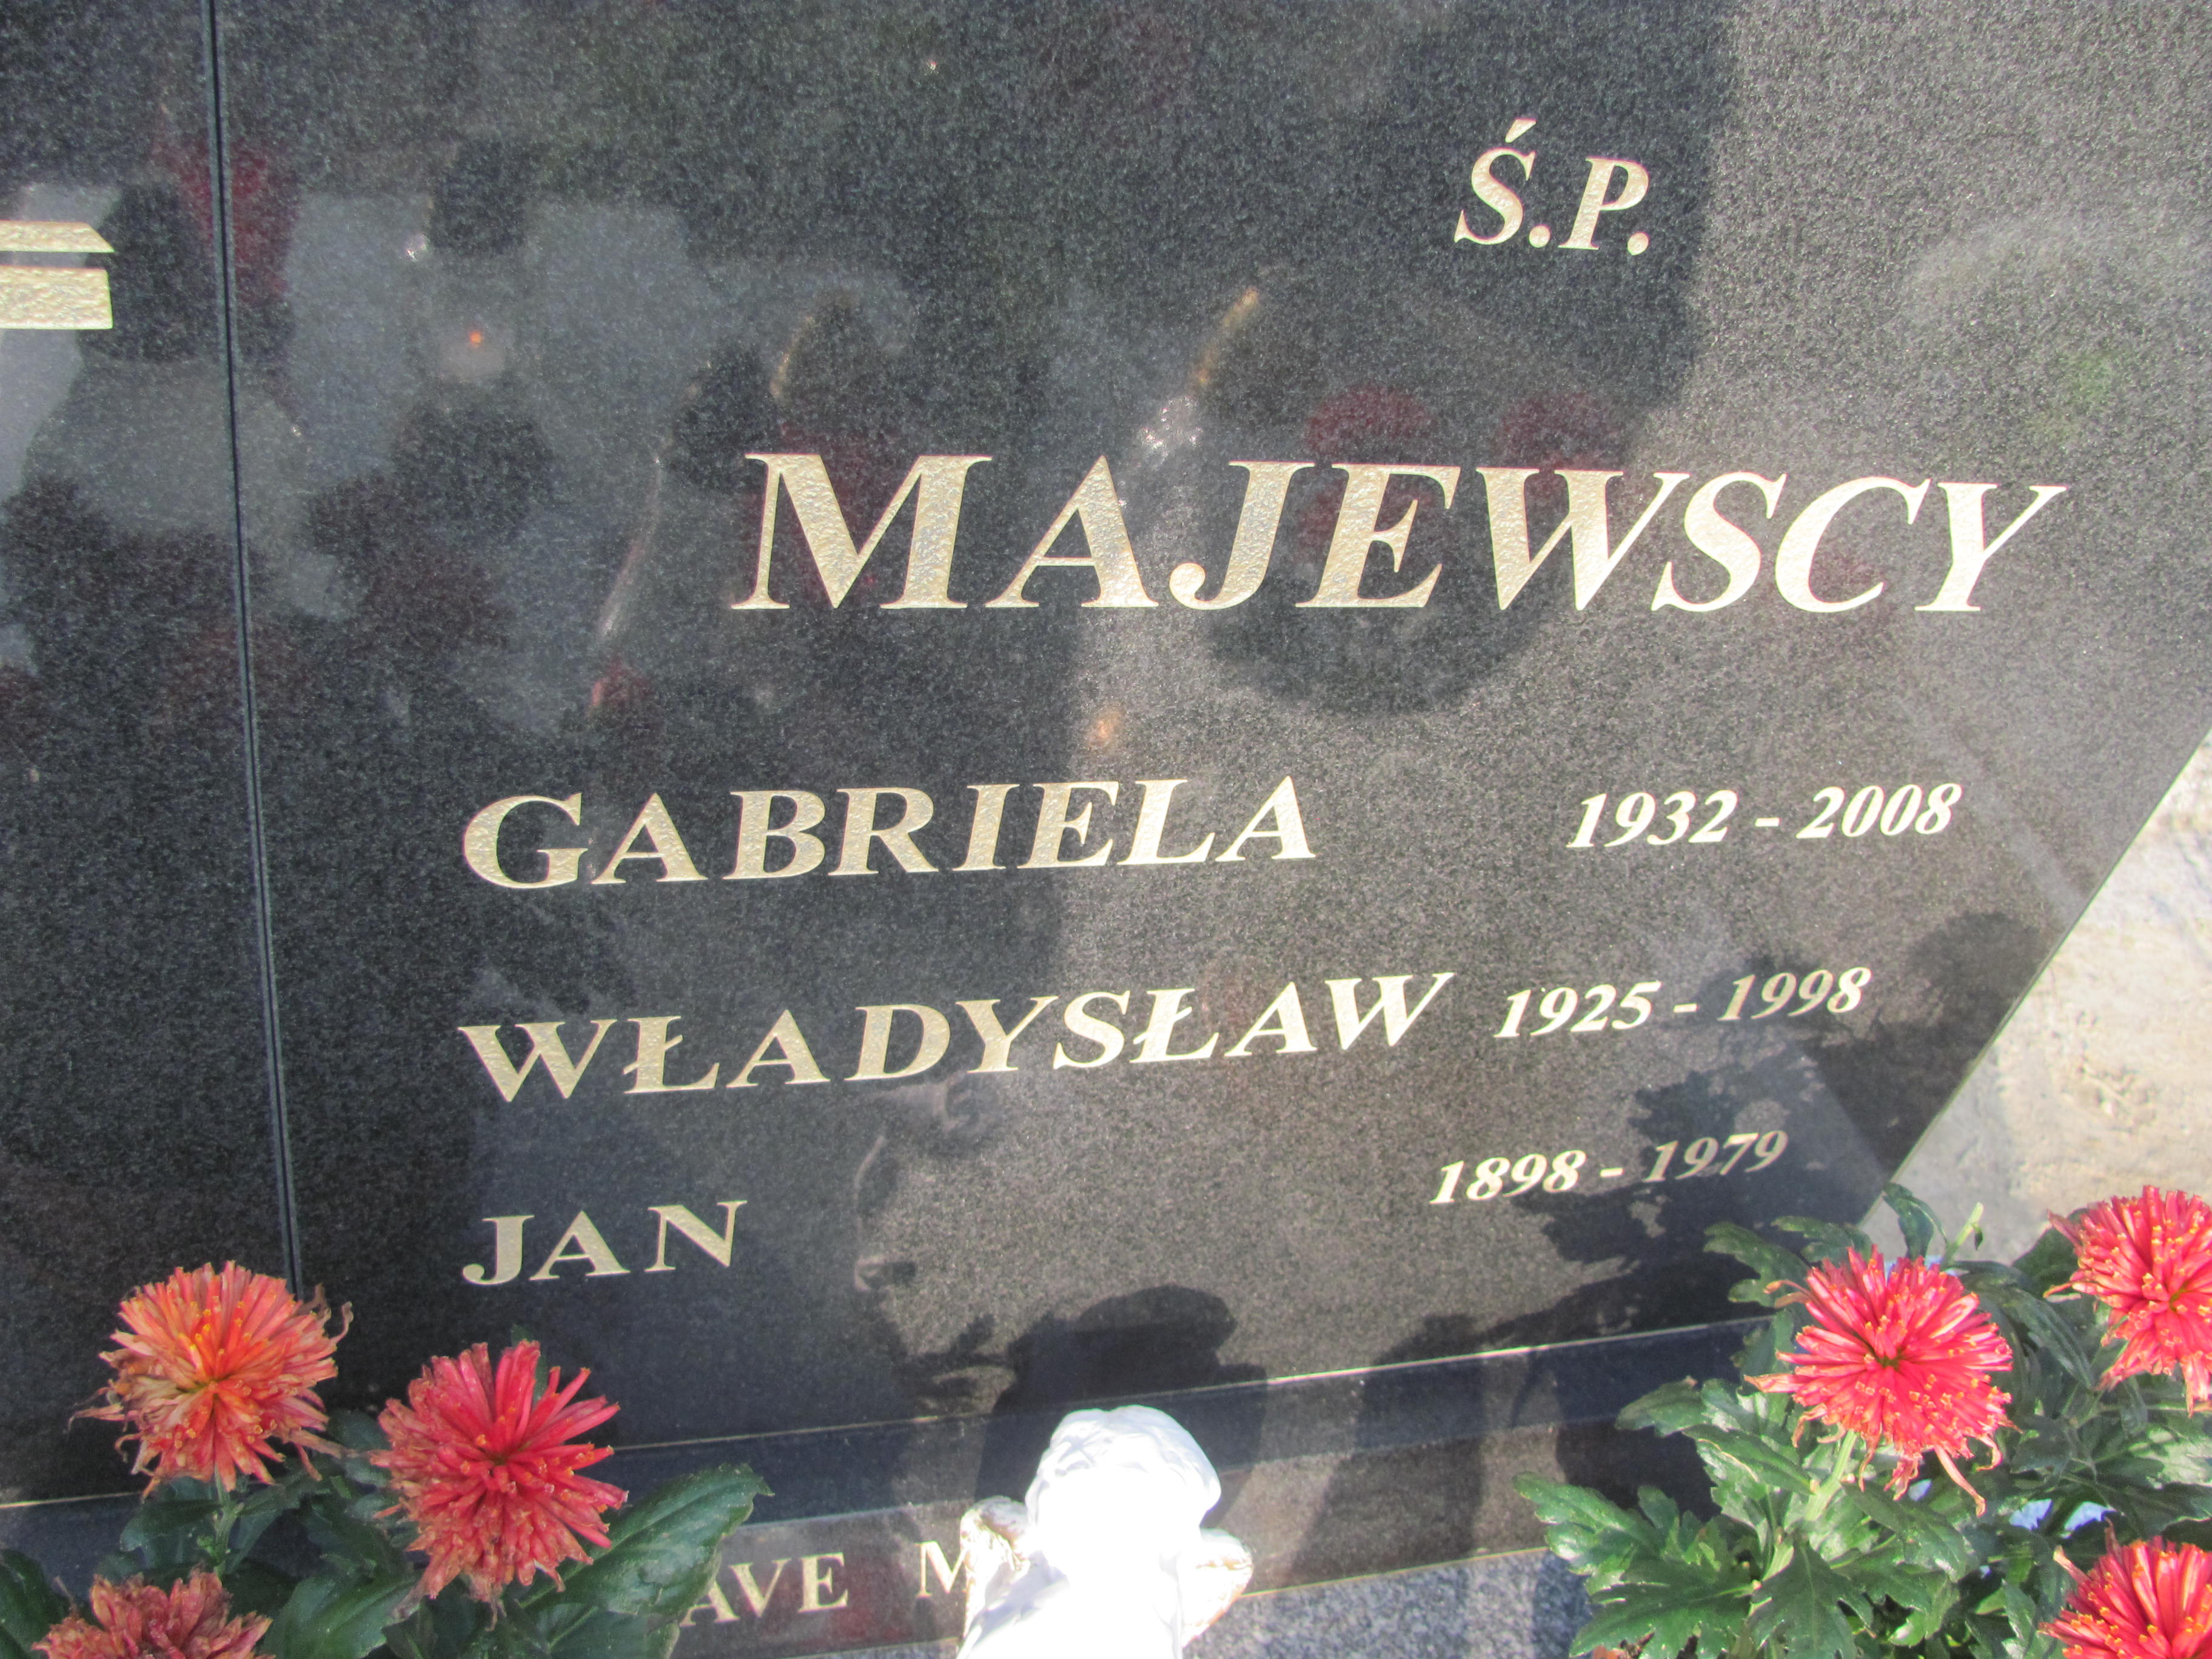 Ś.P.
MAJEWSCY
GABRIELA 1932 - 2008
WŁADYSŁAW 1925 - 1998
JAN 1898 - 1979
AVE